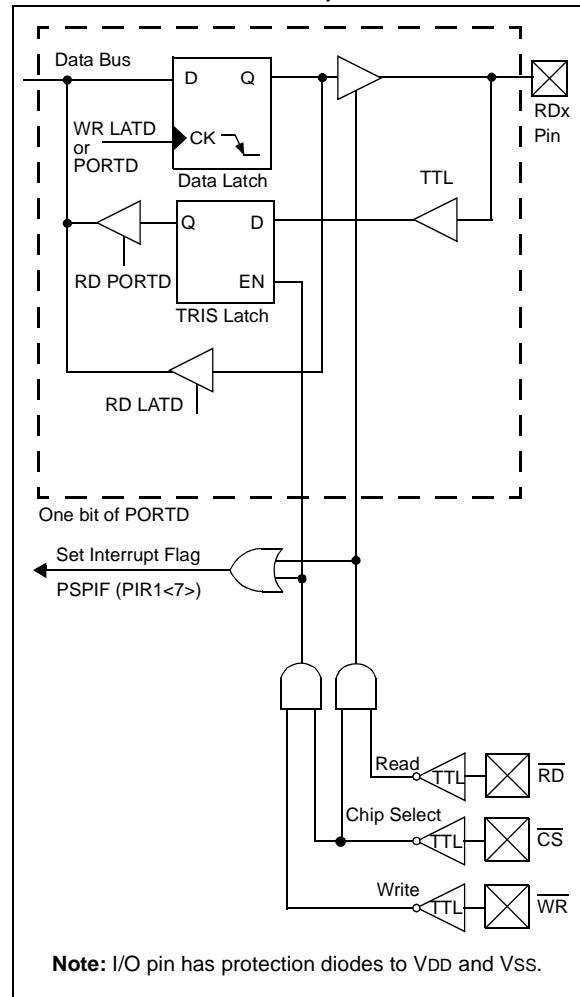 Data Bus
D Q
RDx
Pin
WR LATD
or
PORTD
CK
Data Latch
TTL
Q D
RD PORTD
EN
TRIS Latch
RD LATD
One bit of PORTD
Set Interrupt Flag
PSPIF (PIR1<7>)
Read
TTL
RD
Chip Select
TTL
CS
Write
TTL
WR
Note: I/O pin has protection diodes to VDD and VSS.